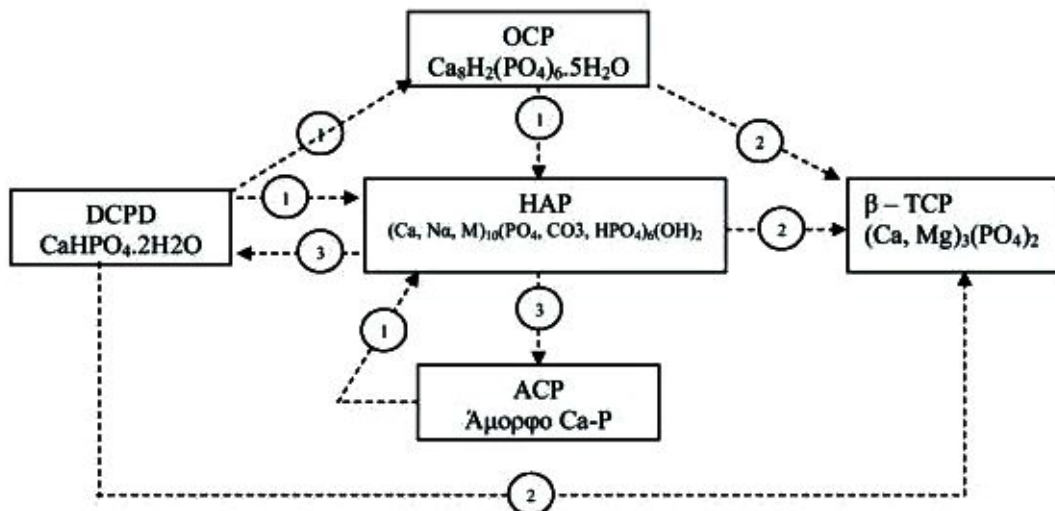 OCP
Ca₈H₂(PO₄)₆.5H₂O
1
1
2
DCPD
CaHPO₄.2H2O
1
3
HAP
(Ca, Να, M)₁₀(PO₄, CO3, HPO₄)₆(OH)₂
2
β – TCP
(Ca, Mg)₃(PO₄)₂
1
3
ACP
Άμορφο Ca-P
2